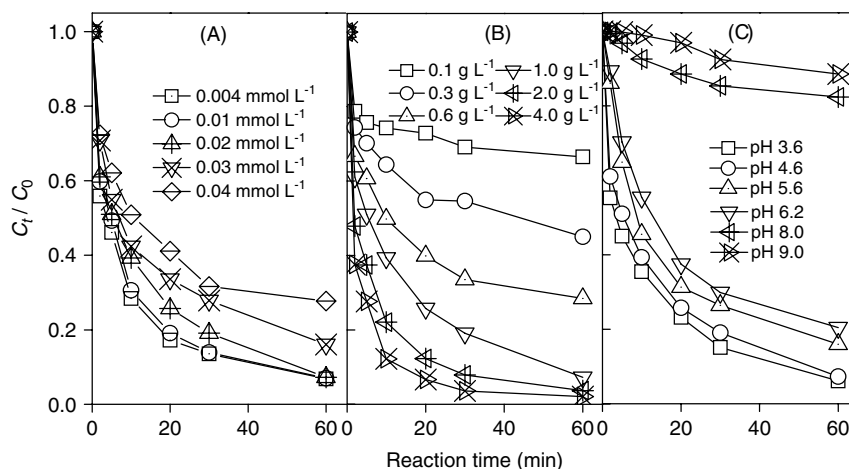 (A) (B) (C)
1.0
0.8
0.6
0.4
0.2
0.0
C_t / C_0
0.004 mmol L⁻¹
0.01 mmol L⁻¹
0.02 mmol L⁻¹
0.03 mmol L⁻¹
0.04 mmol L⁻¹
0.1 g L⁻¹ 1.0 g L⁻¹
0.3 g L⁻¹ 2.0 g L⁻¹
0.6 g L⁻¹ 4.0 g L⁻¹
pH 3.6
pH 4.6
pH 5.6
pH 6.2
pH 8.0
pH 9.0
0 20 40 60 0 20 40 60 0 20 40 60
Reaction time (min)